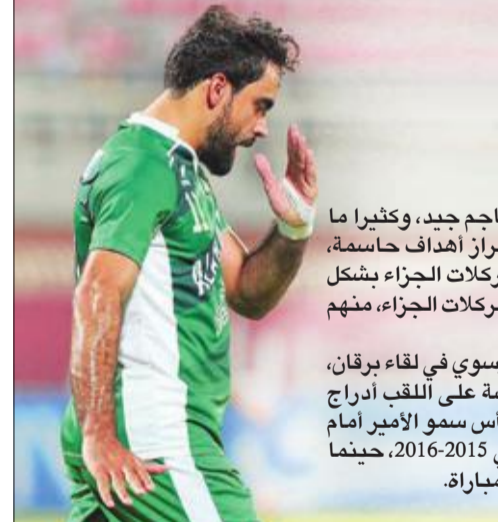 اجم جيد، وكثيرا ما
راز أهداف حاسمة،
ركلات الجزاء بشكل
ركلات الجزاء، منهم
سوي في لقاء برقان،
مة على اللقب أدراج
أس سمو الأمير أمام
ي 2015-2016، حينما
مباراة.